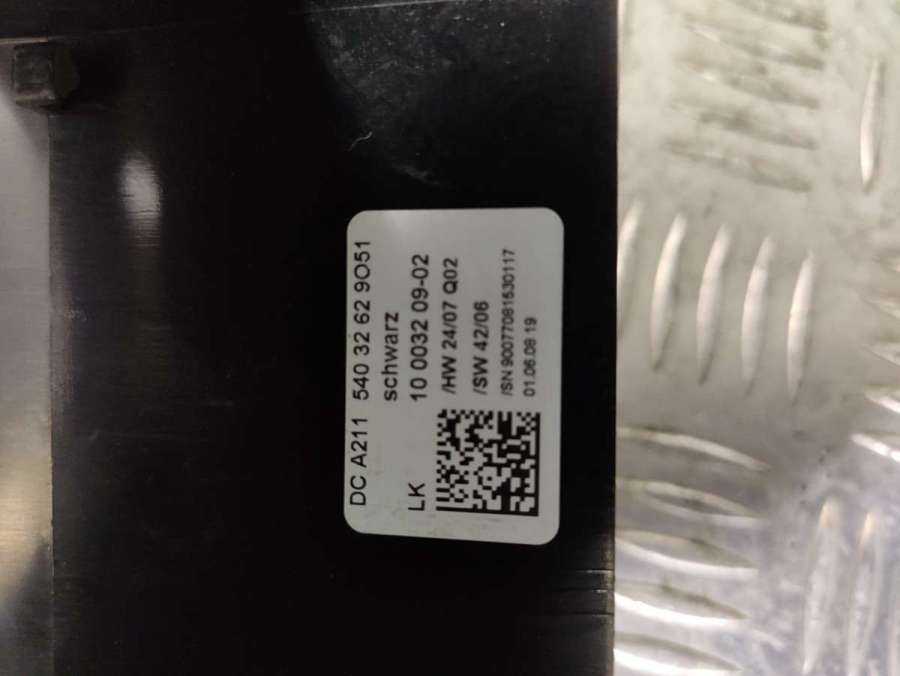 DC A211 540 32 62 9O51
schwarz
LK 10 0032 09-02
/HW 24/07 Q02
/SW 42/06
/SN 90077081530117
01.06.08 19